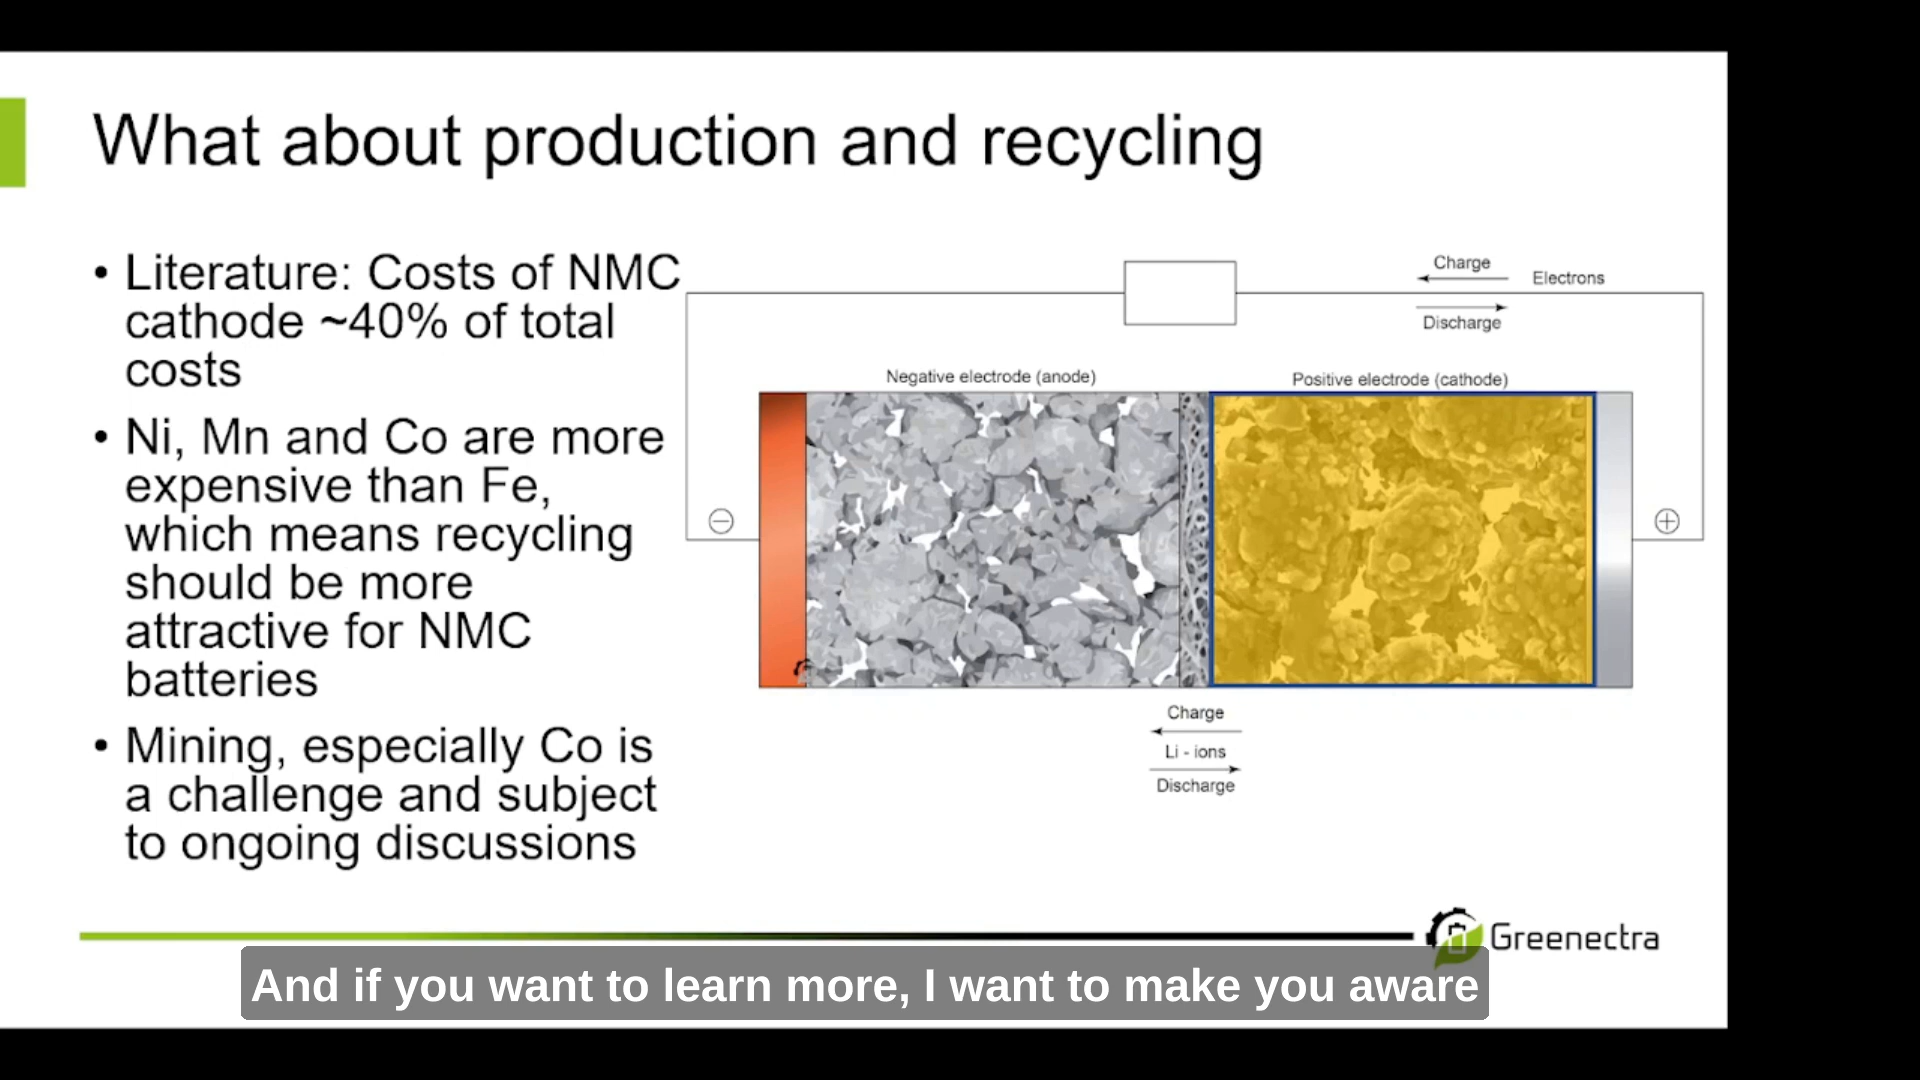 What about production and recycling
• Literature: Costs of NMC
cathode ~40% of total
costs
• Ni, Mn and Co are more
expensive than Fe,
which means recycling
should be more
attractive for NMC
batteries
• Mining, especially Co is
a challenge and subject
to ongoing discussions
Charge
Electrons
Discharge
Negative electrode (anode)
Positive electrode (cathode)
Charge
Li - ions
Discharge
Greenectra
And if you want to learn more, I want to make you aware